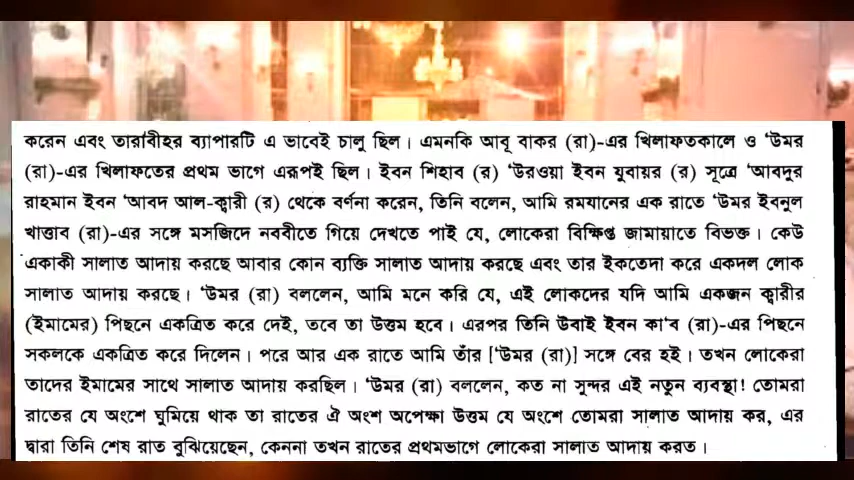 করেন এবং তারাবীহর ব্যাপারটি এ ভাবেই চালু ছিল। এমনকি আবূ বাকর (রা)-এর খিলাফতকালে ও ‘উমর
(রা)-এর খিলাফতের প্রথম ভাগে এরূপই ছিল। ইবন শিহাব (র) ‘উরওয়া ইবন যুবায়র (র) সূত্রে ‘আবদুর
রাহমান ইবন ‘আবদ আল-ক্বারী (র) থেকে বর্ণনা করেন, তিনি বলেন, আমি রমযানের এক রাতে ‘উমর ইবনুল
খাত্তাব (রা)-এর সঙ্গে মসজিদে নববীতে গিয়ে দেখতে পাই যে, লোকেরা বিক্ষিপ্ত জামায়াতে বিভক্ত। কেউ
একাকী সালাত আদায় করছে আবার কোন ব্যক্তি সালাত আদায় করছে এবং তার ইকতেদা করে একদল লোক
সালাত আদায় করছে। ‘উমর (রা) বললেন, আমি মনে করি যে, এই লোকদের যদি আমি একজন ক্বারীর
(ইমামের) পিছনে একত্রিত করে দেই, তবে তা উত্তম হবে। এরপর তিনি উবাই ইবন কা‘ব (রা)-এর পিছনে
সকলকে একত্রিত করে দিলেন। পরে আর এক রাতে আমি তাঁর [‘উমর (রা)] সঙ্গে বের হই। তখন লোকেরা
তাদের ইমামের সাথে সালাত আদায় করছিল। ‘উমর (রা) বললেন, কত না সুন্দর এই নতুন ব্যবস্থা! তোমরা
রাতের যে অংশে ঘুমিয়ে থাক তা রাতের ঐ অংশ অপেক্ষা উত্তম যে অংশে তোমরা সালাত আদায় কর, এর
দ্বারা তিনি শেষ রাত বুঝিয়েছেন, কেননা তখন রাতের প্রথমভাগে লোকেরা সালাত আদায় করত।